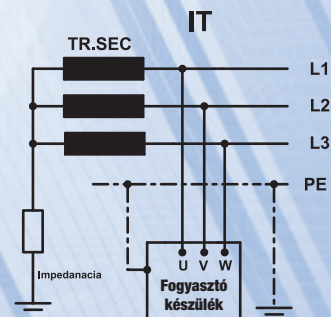 IT
TR.SEC
L1
L2
L3
PE
Impedanacia
U V W
Fogyasztó
készülék